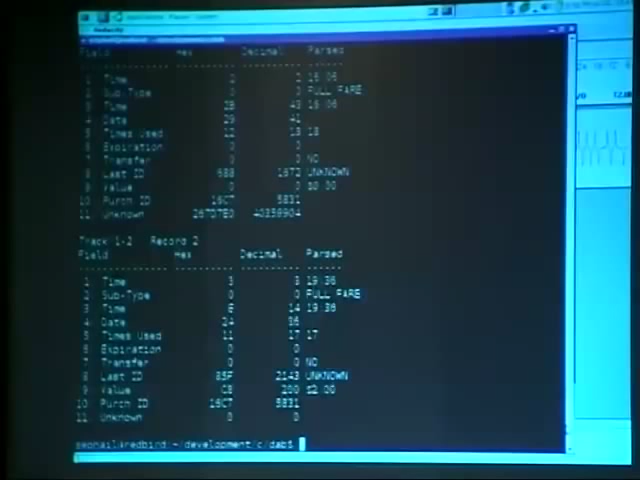 Field Hex Decimal Parsed
1 Time 2 2 16:06
2 Sub-Type 0 0 FULL FARE
3 Time 2B 43 16:06
4 Date 29 41
5 Times Used 12 18 18
6 Expiration 0 0
7 Transfer 0 0 NO
8 Last ID 688 1672 UNKNOWN
9 Value 0 0 $0.00
10 Purch ID 16C7 5831
11 Unknown 267D7E0 40359904
Track 1-2 Record 2
Field Hex Decimal Parsed
1 Time 3 3 19:36
2 Sub-Type 0 0 FULL FARE
3 Time E 14 19:36
4 Date 24 36
5 Times Used 11 17 17
6 Expiration 0 0
7 Transfer 0 0 NO
8 Last ID 85F 2143 UNKNOWN
9 Value C8 200 $2.00
10 Purch ID 16C7 5831
11 Unknown 0 0
redbird:~/development/c/dab$